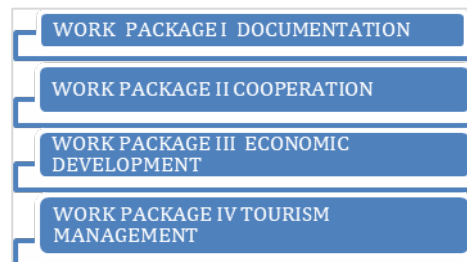 WORK PACKAGE I DOCUMENTATION
WORK PACKAGE II COOPERATION
WORK PACKAGE III ECONOMIC
DEVELOPMENT
WORK PACKAGE IV TOURISM
MANAGEMENT